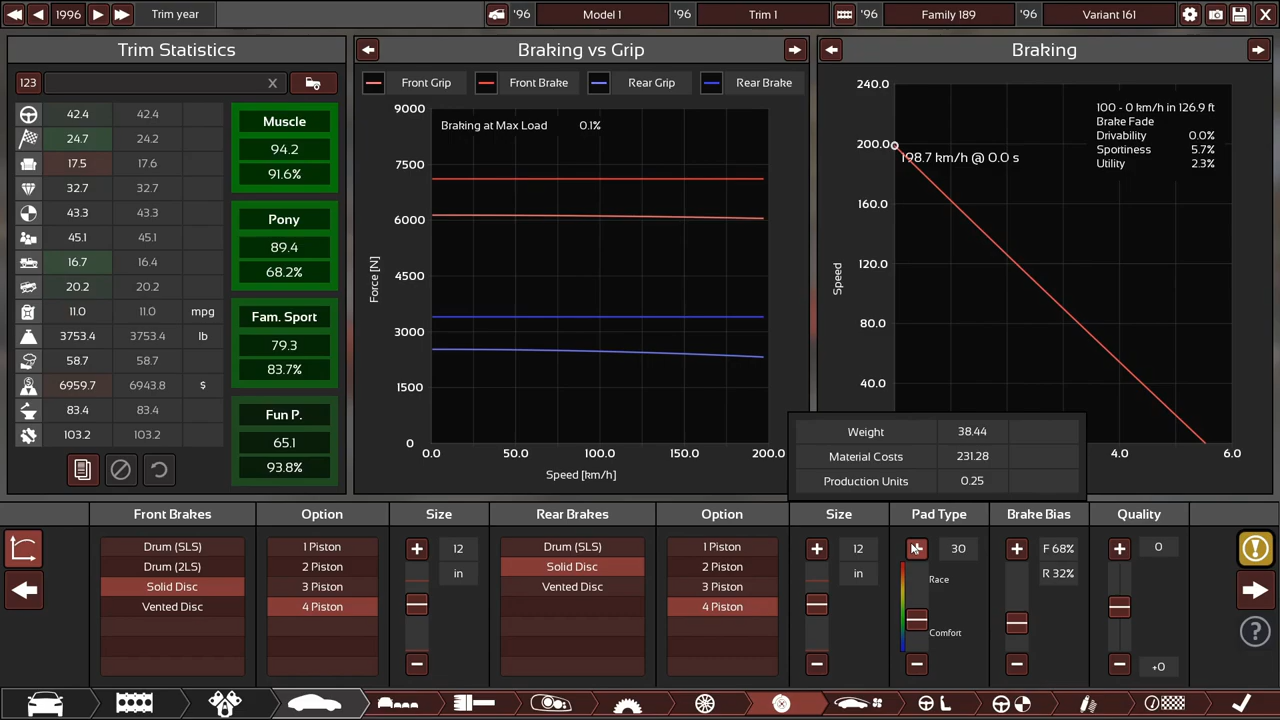 1996 Trim year '96 Model 1 '96 Trim 1 '96 Family 189 '96 Variant 161
Trim Statistics
123 x
42.4 42.4
24.7 24.2
17.5 17.6
32.7 32.7
43.3 43.3
45.1 45.1
16.7 16.4
20.2 20.2
11.0 11.0 mpg
3753.4 3753.4 lb
58.7 58.7
6959.7 6943.8 $
83.4 83.4
103.2 103.2
Muscle
94.2
91.6%
Pony
89.4
68.2%
Fam. Sport
79.3
83.7%
Fun P.
65.1
93.8%
Braking vs Grip
Front Grip Front Brake Rear Grip Rear Brake
Braking at Max Load 0.1%
9000
7500
6000
4500
3000
1500
0
Force [N]
0.0 50.0 100.0 150.0 200.0
Speed [km/h]
Braking
240.0
200.0
160.0
120.0
80.0
40.0
Speed
198.7 km/h @ 0.0 s
100 - 0 km/h in 126.9 ft
Brake Fade
Drivability 0.0%
Sportiness 5.7%
Utility 2.3%
4.0 6.0
Weight 38.44
Material Costs 231.28
Production Units 0.25
Front Brakes
Drum (SLS)
Drum (2LS)
Solid Disc
Vented Disc
Option
1 Piston
2 Piston
3 Piston
4 Piston
Size
12
in
Rear Brakes
Drum (SLS)
Solid Disc
Vented Disc
Option
1 Piston
2 Piston
3 Piston
4 Piston
Size
12
in
Pad Type
30
Race
Comfort
Brake Bias
F 68%
R 32%
Quality
0
+0